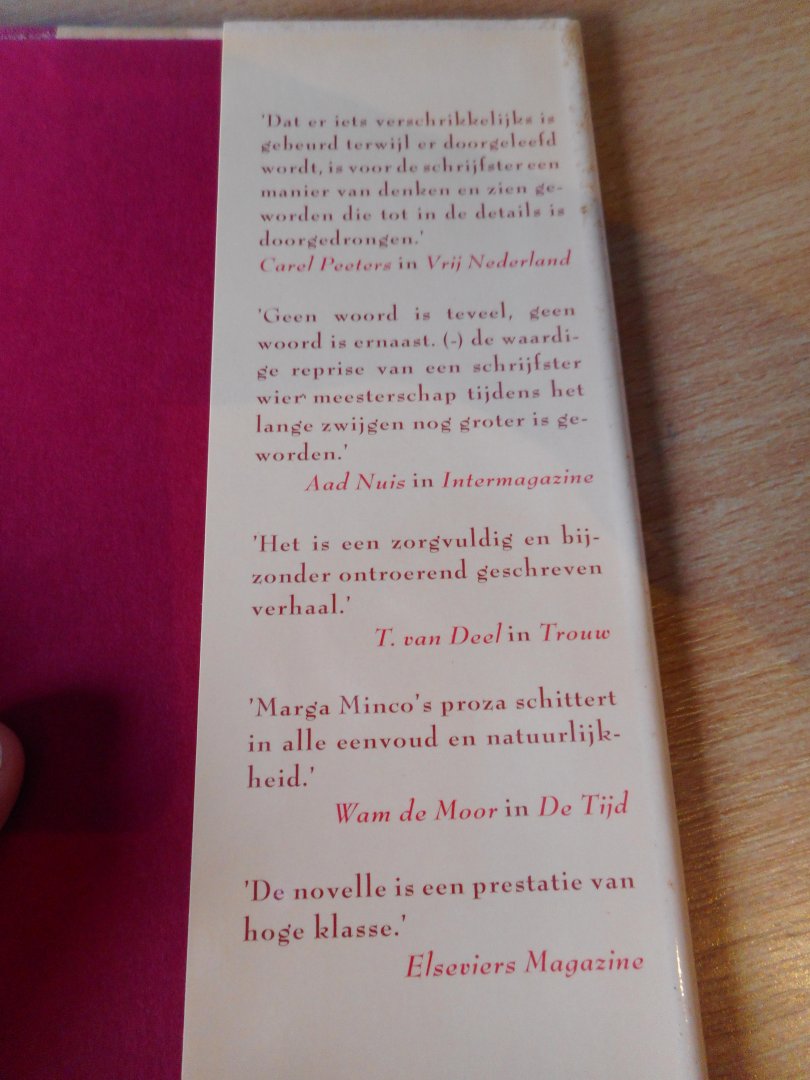 'Dat er iets verschrikkelijks is
gebeurd terwijl er doorgeleefd
wordt, is voor de schrijfster een
manier van denken en zien ge-
worden die tot in de details is
doorgedrongen.'
Carel Peeters in Vrij Nederland
'Geen woord is teveel, geen
woord is ernaast. (-) de waardi-
ge reprise van een schrijfster
wier meesterschap tijdens het
lange zwijgen nog groter is ge-
worden.'
Aad Nuis in Intermagazine
'Het is een zorgvuldig en bij-
zonder ontroerend geschreven
verhaal.'
T. van Deel in Trouw
'Marga Minco's proza schittert
in alle eenvoud en natuurlijk-
heid.'
Wam de Moor in De Tijd
'De novelle is een prestatie van
hoge klasse.'
Elseviers Magazine